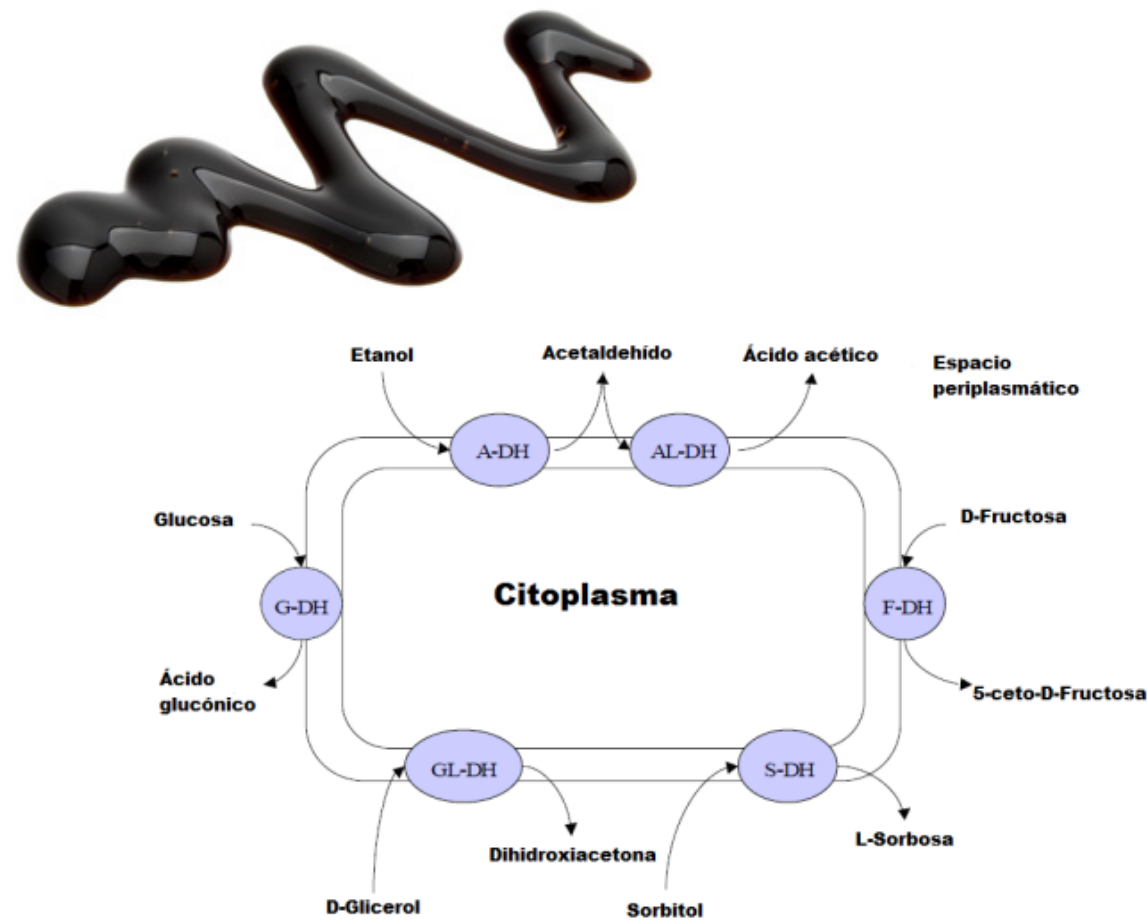 Etanol
Acetaldehído
Ácido acético
Espacio
periplasmático
A-DH
AL-DH
Glucosa
D-Fructosa
G-DH
Citoplasma
F-DH
Ácido
glucónico
5-ceto-D-Fructosa
GL-DH
S-DH
L-Sorbosa
Dihidroxiacetona
D-Glicerol
Sorbitol